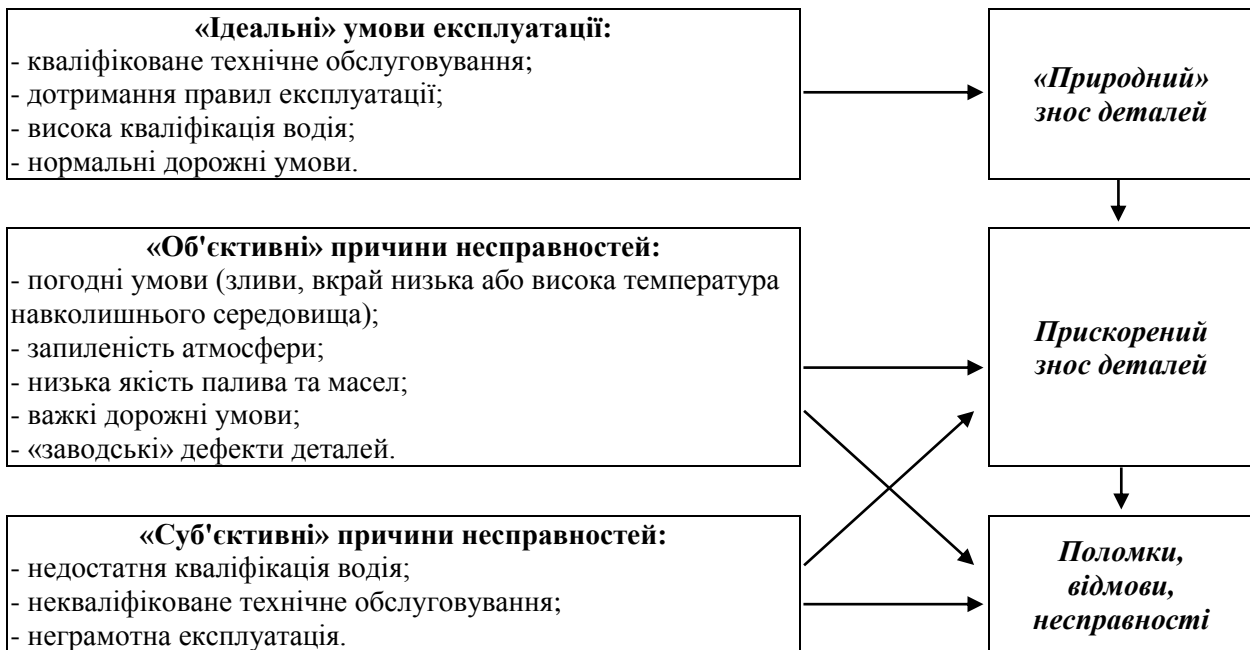 «Ідеальні» умови експлуатації:
- кваліфіковане технічне обслуговування;
- дотримання правил експлуатації;
- висока кваліфікація водія;
- нормальні дорожні умови.
«Природний»
знос деталей
«Об'єктивні» причини несправностей:
- погодні умови (зливи, вкрай низька або висока температура
навколишнього середовища);
- запиленість атмосфери;
- низька якість палива та масел;
- важкі дорожні умови;
- «заводські» дефекти деталей.
Прискорений
знос деталей
«Суб'єктивні» причини несправностей:
- недостатня кваліфікація водія;
- некваліфіковане технічне обслуговування;
- неграмотна експлуатація.
Поломки,
відмови,
несправності